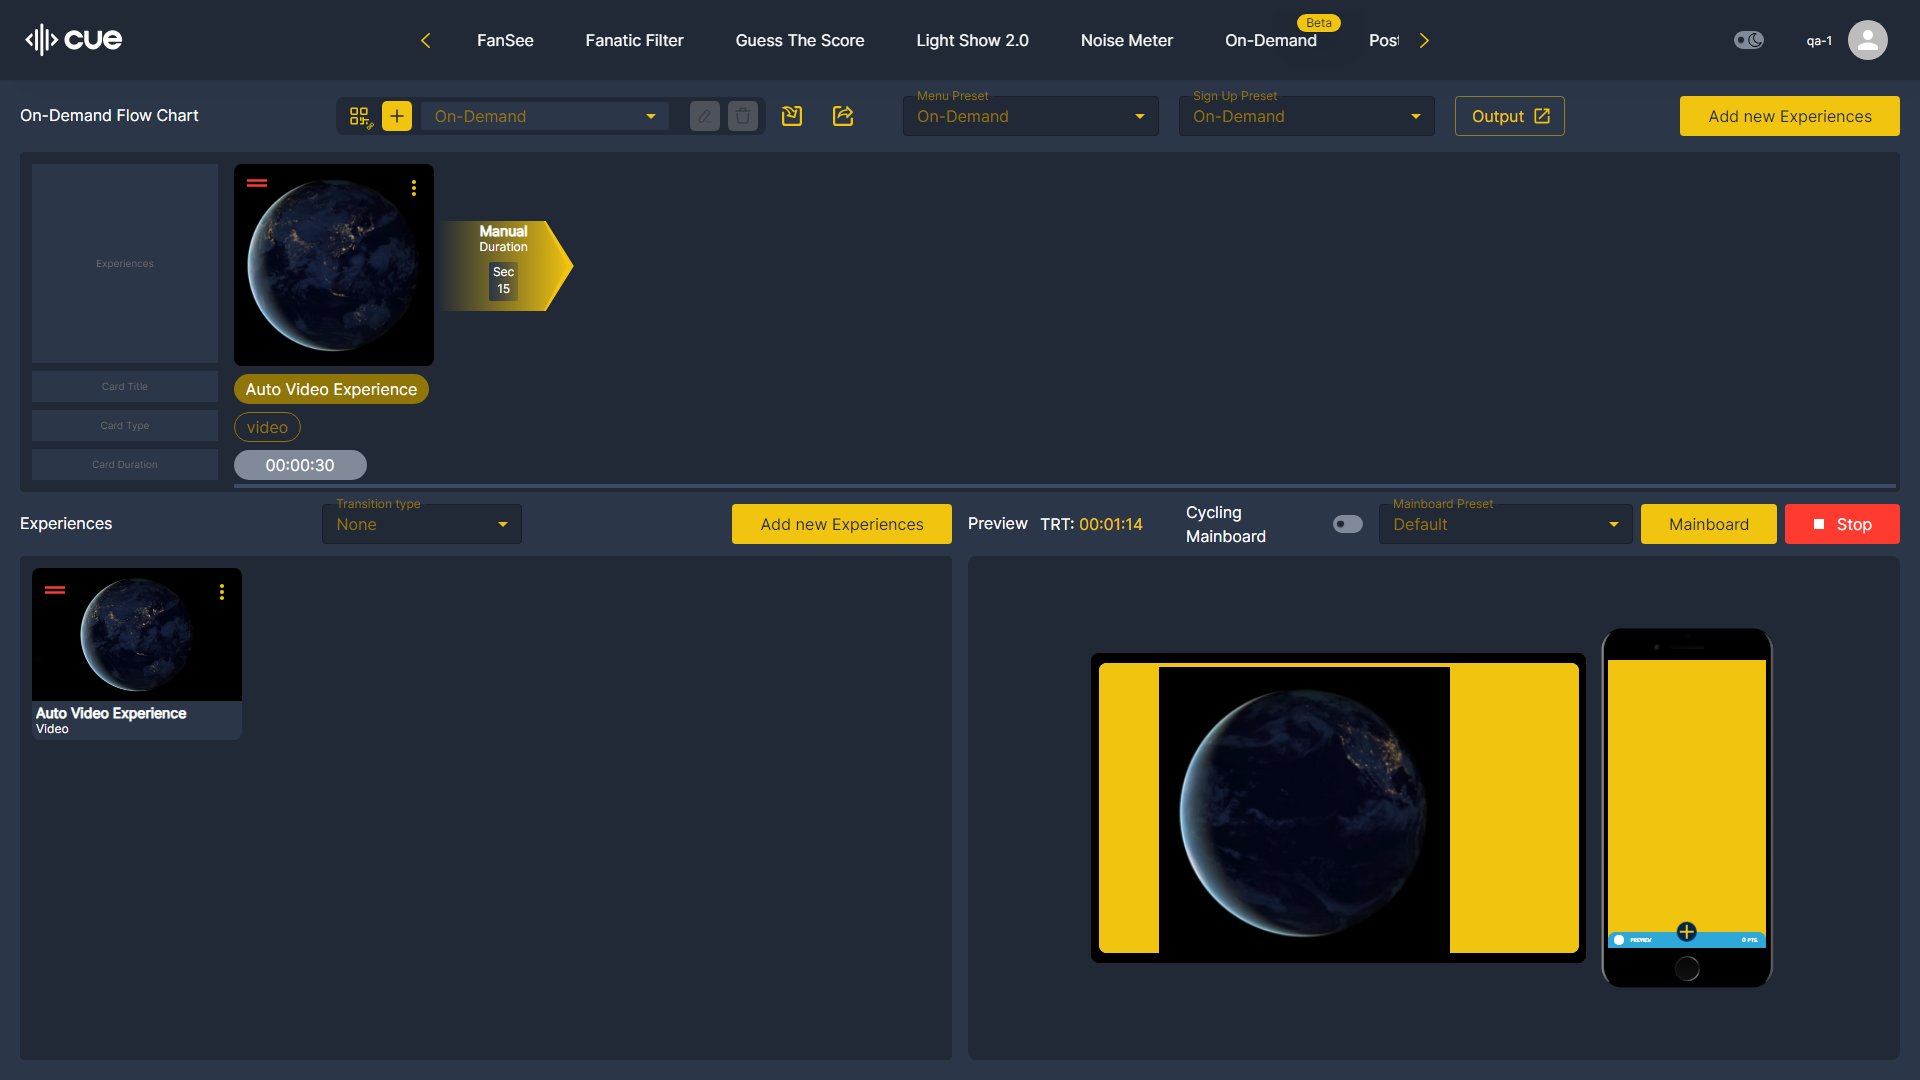 cue
FanSee
Fanatic Filter
Guess The Score
Light Show 2.0
Noise Meter
On-Demand
Beta
Pos
qa-1
On-Demand Flow Chart
On-Demand
Menu Preset
On-Demand
Sign Up Preset
On-Demand
Output
Add new Experiences
Experiences
Card Title
Card Type
Card Duration
Manual
Duration
Sec
15
Auto Video Experience
video
00:00:30
Experiences
Transition type
None
Add new Experiences
Preview
TRT: 00:01:14
Cycling
Mainboard
Mainboard Preset
Default
Mainboard
Stop
Auto Video Experience
Video
PREVIEW
0 PTS.